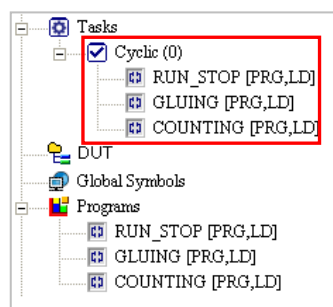 Tasks
Cyclic (0)
RUN_STOP [PRG,LD]
GLUING [PRG,LD]
COUNTING [PRG,LD]
DUT
Global Symbols
Programs
RUN_STOP [PRG,LD]
GLUING [PRG,LD]
COUNTING [PRG,LD]